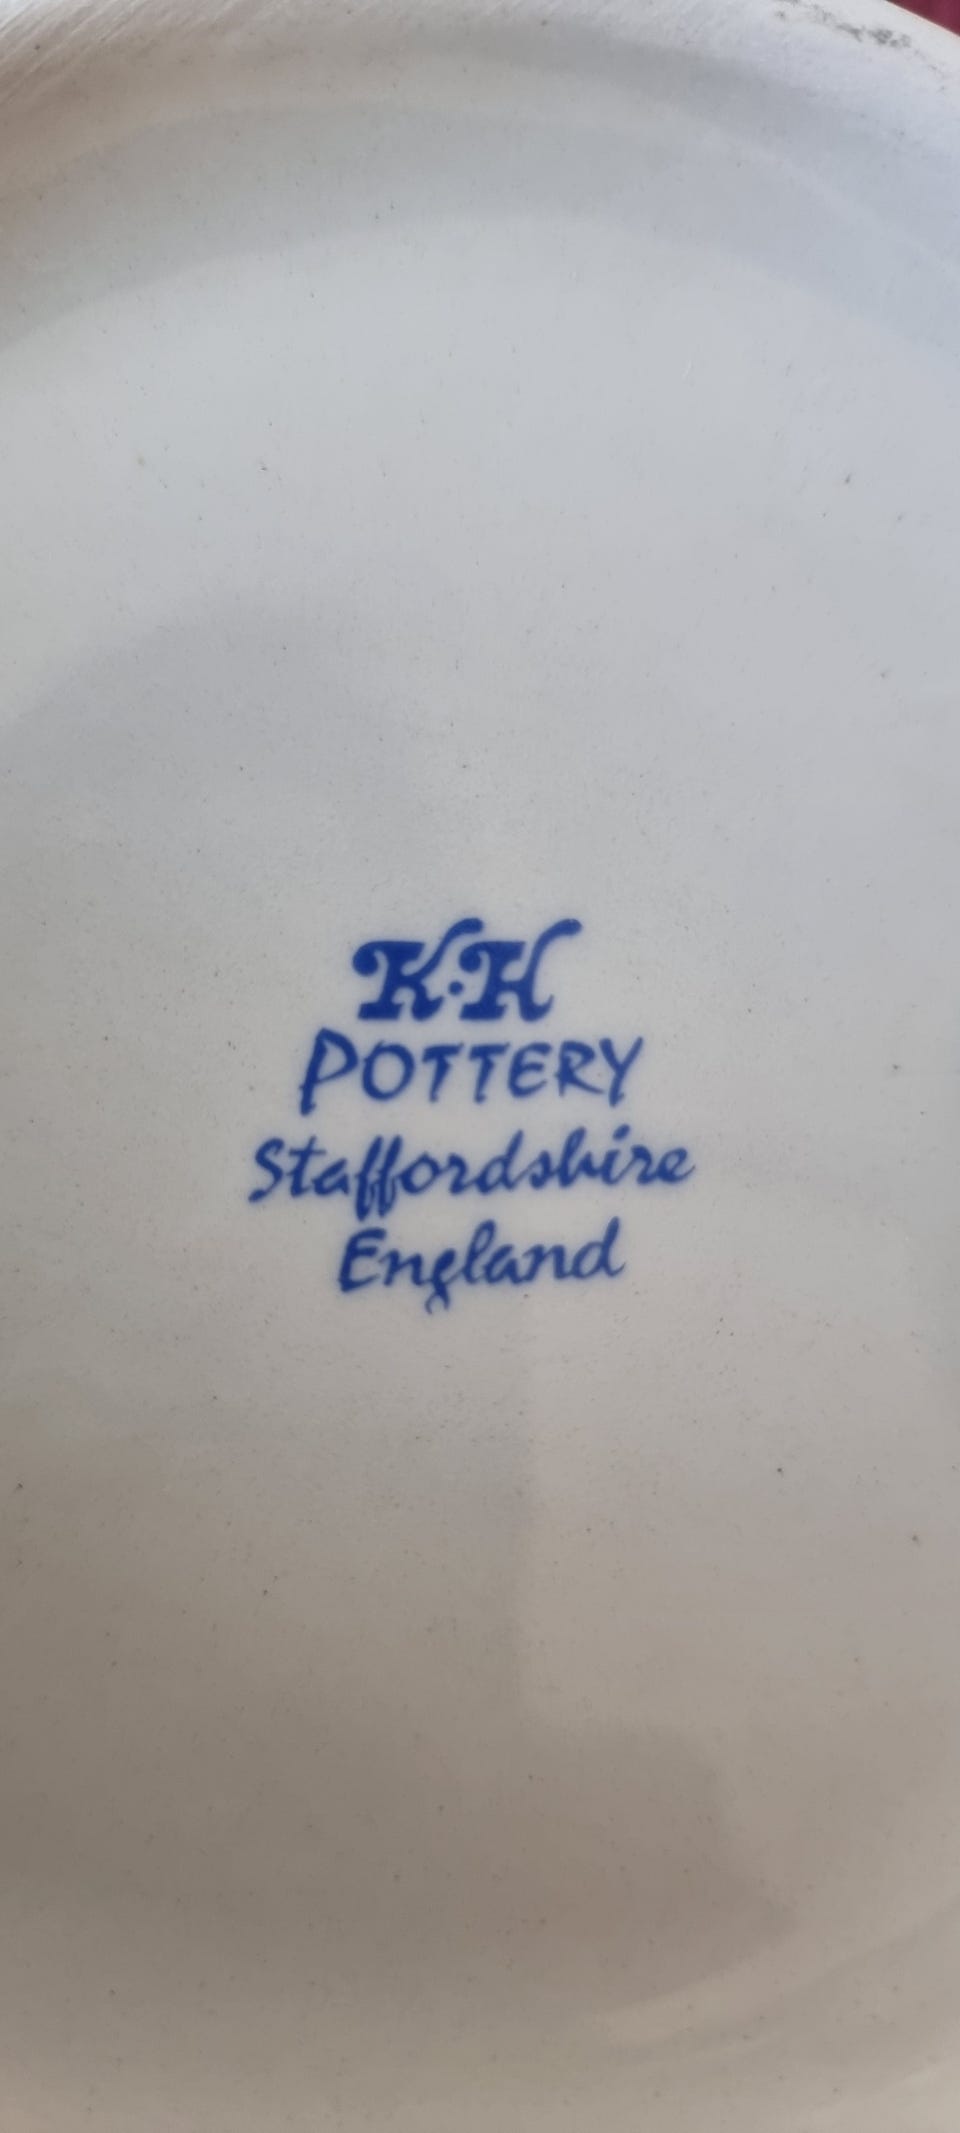 K·H
POTTERY
Staffordshire
England